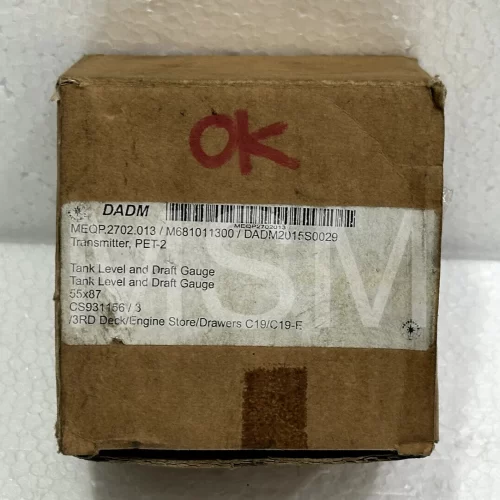 OK
DADM
MEQP2702013
MEQP.2702.013 / M681011300 / DADM2015S0029
Transmitter, PET-2
Tank Level and Draft Gauge
Tank Level and Draft Gauge
55x87
CS931156 / 3
/3RD Deck/Engine Store/Drawers C19/C19-F
MSM